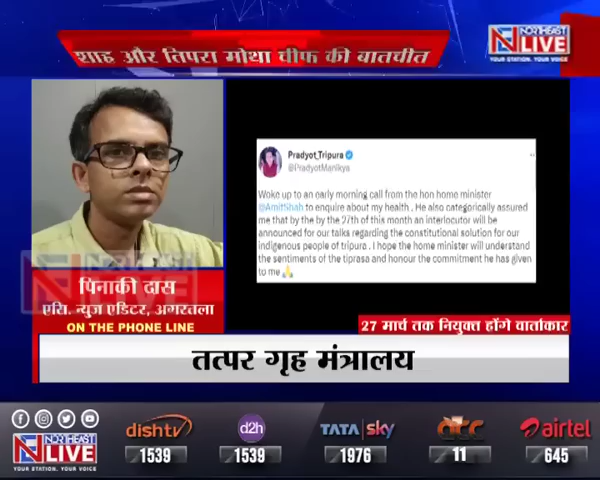 शाह और तिपरा मोथा चीफ की बातचीत
NORTHEAST
LIVE
YOUR STATION. YOUR VOICE
Pradyot_Tripura
@PradyotManikya
Woke up to an early morning call from the hon home minister
@AmitShah to enquire about my health . He also categorically assured
me that by the by the 27th of this month an interlocutor will be
announced for our talks regarding the constitutional solution for our
indigenous people of tripura . I hope the home minister will understand
the sentiments of the tiprasa and honour the commitment he has given
to me 🙏
NORTHEAST
LIVE
पिनाकी दास
एसि. न्युज एडिटर, अगरतला
ON THE PHONE LINE
27 मार्च तक नियुक्त होंगे वार्ताकार
तत्पर गृह मंत्रालय
NORTHEAST
LIVE
YOUR STATION. YOUR VOICE
dishtv
1539
d2h
1539
TATA sky
1976
GTC
11
airtel
645